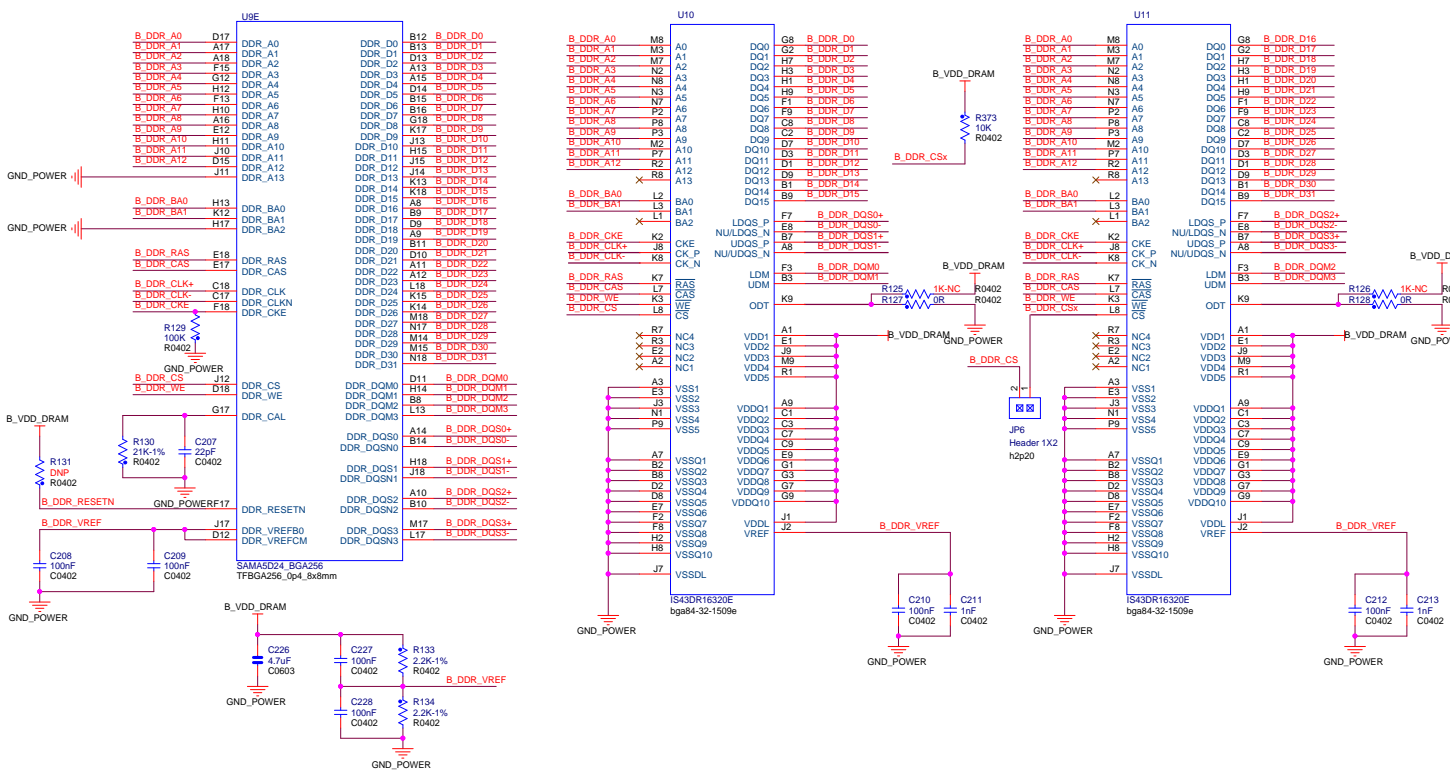 U9E
B_DDR_A0 D17 DDR_A0
B_DDR_A1 A17 DDR_A1
B_DDR_A2 A18 DDR_A2
B_DDR_A3 F15 DDR_A3
B_DDR_A4 G12 DDR_A4
B_DDR_A5 H12 DDR_A5
B_DDR_A6 F13 DDR_A6
B_DDR_A7 H10 DDR_A7
B_DDR_A8 A16 DDR_A8
B_DDR_A9 E12 DDR_A9
B_DDR_A10 H11 DDR_A10
B_DDR_A11 J10 DDR_A11
B_DDR_A12 D15 DDR_A12
GND_POWER J11 DDR_A13
B_DDR_BA0 H13 DDR_BA0
B_DDR_BA1 K12 DDR_BA1
GND_POWER H17 DDR_BA2
B_DDR_RAS E18 DDR_RAS
B_DDR_CAS E17 DDR_CAS
B_DDR_CLK+ C18 DDR_CLK
B_DDR_CLK- C17 DDR_CLKN
B_DDR_CKE F18 DDR_CKE
R129
100K
R0402
GND_POWER
B_DDR_CS J12 DDR_CS
B_DDR_WE D18 DDR_WE
G17 DDR_CAL
B_VDD_DRAM
R130
21K-1%
R0402
C207
22pF
C0402
R131
DNP
R0402
B_DDR_RESETN GND_POWER F17 DDR_RESETN
B_DDR_VREF J17 DDR_VREFB0
D12 DDR_VREFCM
C208
100nF
C0402
C209
100nF
C0402
GND_POWER
DDR_D0 B12 B_DDR_D0
DDR_D1 B13 B_DDR_D1
DDR_D2 D13 B_DDR_D2
DDR_D3 A13 B_DDR_D3
DDR_D4 A15 B_DDR_D4
DDR_D5 D14 B_DDR_D5
DDR_D6 B15 B_DDR_D6
DDR_D7 B16 B_DDR_D7
DDR_D8 G18 B_DDR_D8
DDR_D9 K17 B_DDR_D9
DDR_D10 J13 B_DDR_D10
DDR_D11 H15 B_DDR_D11
DDR_D12 J15 B_DDR_D12
DDR_D13 J14 B_DDR_D13
DDR_D14 K13 B_DDR_D14
DDR_D15 K18 B_DDR_D15
DDR_D16 A8 B_DDR_D16
DDR_D17 B9 B_DDR_D17
DDR_D18 D9 B_DDR_D18
DDR_D19 A9 B_DDR_D19
DDR_D20 B11 B_DDR_D20
DDR_D21 D10 B_DDR_D21
DDR_D22 A11 B_DDR_D22
DDR_D23 A12 B_DDR_D23
DDR_D24 L18 B_DDR_D24
DDR_D25 K15 B_DDR_D25
DDR_D26 K14 B_DDR_D26
DDR_D27 M18 B_DDR_D27
DDR_D28 N17 B_DDR_D28
DDR_D29 M14 B_DDR_D29
DDR_D30 M15 B_DDR_D30
DDR_D31 N18 B_DDR_D31
DDR_DQM0 D11 B_DDR_DQM0
DDR_DQM1 H14 B_DDR_DQM1
DDR_DQM2 B8 B_DDR_DQM2
DDR_DQM3 L13 B_DDR_DQM3
DDR_DQS0 A14 B_DDR_DQS0+
DDR_DQSN0 B14 B_DDR_DQS0-
DDR_DQS1 H18 B_DDR_DQS1+
DDR_DQSN1 J18 B_DDR_DQS1-
DDR_DQS2 A10 B_DDR_DQS2+
DDR_DQSN2 B10 B_DDR_DQS2-
DDR_DQS3 M17 B_DDR_DQS3+
DDR_DQSN3 L17 B_DDR_DQS3-
SAMA5D24_BGA256
TFBGA256_0p4_8x8mm
B_VDD_DRAM
C226
4.7uF
C0603
GND_POWER
C227
100nF
C0402
R133
2.2K-1%
R0402
B_DDR_VREF
C228
100nF
C0402
R134
2.2K-1%
R0402
GND_POWER
U10
B_DDR_A0 M8 A0
B_DDR_A1 M3 A1
B_DDR_A2 M7 A2
B_DDR_A3 N2 A3
B_DDR_A4 N8 A4
B_DDR_A5 N3 A5
B_DDR_A6 N7 A6
B_DDR_A7 P2 A7
B_DDR_A8 P8 A8
B_DDR_A9 P3 A9
B_DDR_A10 M2 A10
B_DDR_A11 P7 A11
B_DDR_A12 R2 A12
R8 A13
B_DDR_BA0 L2 BA0
B_DDR_BA1 L3 BA1
L1 BA2
B_DDR_CKE K2 CKE
B_DDR_CLK+ J8 CK_P
B_DDR_CLK- K8 CK_N
B_DDR_RAS K7 RAS
B_DDR_CAS L7 CAS
B_DDR_WE K3 WE
B_DDR_CS L8 CS
R7 NC4
R3 NC3
E2 NC2
A2 NC1
A3 VSS1
E3 VSS2
J3 VSS3
N1 VSS4
P9 VSS5
A7 VSSQ1
B2 VSSQ2
B8 VSSQ3
D2 VSSQ4
D8 VSSQ5
E7 VSSQ6
F2 VSSQ7
F8 VSSQ8
H2 VSSQ9
H8 VSSQ10
J7 VSSDL
GND_POWER
DQ0 G8 B_DDR_D0
DQ1 G2 B_DDR_D1
DQ2 H7 B_DDR_D2
DQ3 H3 B_DDR_D3
DQ4 H1 B_DDR_D4
DQ5 H9 B_DDR_D5
DQ6 F1 B_DDR_D6
DQ7 F9 B_DDR_D7
DQ8 C8 B_DDR_D8
DQ9 C2 B_DDR_D9
DQ10 D7 B_DDR_D10
DQ11 D3 B_DDR_D11
DQ12 D1 B_DDR_D12
DQ13 D9 B_DDR_D13
DQ14 B1 B_DDR_D14
DQ15 B9 B_DDR_D15
LDQS_P F7 B_DDR_DQS0+
NU/LDQS_N E8 B_DDR_DQS0-
UDQS_P B7 B_DDR_DQS1+
NU/UDQS_N A8 B_DDR_DQS1-
LDM F3 B_DDR_DQM0
UDM B3 B_DDR_DQM1
ODT K9
B_VDD_DRAM
R125 1K-NC R0402
R127 0R R0402
GND_POWER
VDD1 A1 B_VDD_DRAM
VDD2 E1
VDD3 J9
VDD4 M9
VDD5 R1
VDDQ1 A9
VDDQ2 C1
VDDQ3 C3
VDDQ4 C7
VDDQ5 C9
VDDQ6 E9
VDDQ7 G1
VDDQ8 G3
VDDQ9 G7
VDDQ10 G9
VDDL J1
VREF J2 B_DDR_VREF
IS43DR16320E
bga84-32-1509e
C210
100nF
C0402
C211
1nF
C0402
GND_POWER
B_VDD_DRAM
R373
10K
R0402
B_DDR_CSx
B_DDR_CS
2 1
JP6
Header 1X2
h2p20
U11
B_DDR_A0 M8 A0
B_DDR_A1 M3 A1
B_DDR_A2 M7 A2
B_DDR_A3 N2 A3
B_DDR_A4 N8 A4
B_DDR_A5 N3 A5
B_DDR_A6 N7 A6
B_DDR_A7 P2 A7
B_DDR_A8 P8 A8
B_DDR_A9 P3 A9
B_DDR_A10 M2 A10
B_DDR_A11 P7 A11
B_DDR_A12 R2 A12
R8 A13
B_DDR_BA0 L2 BA0
B_DDR_BA1 L3 BA1
L1 BA2
B_DDR_CKE K2 CKE
B_DDR_CLK+ J8 CK_P
B_DDR_CLK- K8 CK_N
B_DDR_RAS K7 RAS
B_DDR_CAS L7 CAS
B_DDR_WE K3 WE
B_DDR_CSx L8 CS
R7 NC4
R3 NC3
E2 NC2
A2 NC1
A3 VSS1
E3 VSS2
J3 VSS3
N1 VSS4
P9 VSS5
A7 VSSQ1
B2 VSSQ2
B8 VSSQ3
D2 VSSQ4
D8 VSSQ5
E7 VSSQ6
F2 VSSQ7
F8 VSSQ8
H2 VSSQ9
H8 VSSQ10
J7 VSSDL
GND_POWER
DQ0 G8 B_DDR_D16
DQ1 G2 B_DDR_D17
DQ2 H7 B_DDR_D18
DQ3 H3 B_DDR_D19
DQ4 H1 B_DDR_D20
DQ5 H9 B_DDR_D21
DQ6 F1 B_DDR_D22
DQ7 F9 B_DDR_D23
DQ8 C8 B_DDR_D24
DQ9 C2 B_DDR_D25
DQ10 D7 B_DDR_D26
DQ11 D3 B_DDR_D27
DQ12 D1 B_DDR_D28
DQ13 D9 B_DDR_D29
DQ14 B1 B_DDR_D30
DQ15 B9 B_DDR_D31
LDQS_P F7 B_DDR_DQS2+
NU/LDQS_N E8 B_DDR_DQS2-
UDQS_P B7 B_DDR_DQS3+
NU/UDQS_N A8 B_DDR_DQS3-
LDM F3 B_DDR_DQM2
UDM B3 B_DDR_DQM3
ODT K9
R126 1K-NC
R128 0R
VDD1 A1 B_VDD_DRAM
VDD2 E1
VDD3 J9
VDD4 M9
VDD5 R1
VDDQ1 A9
VDDQ2 C1
VDDQ3 C3
VDDQ4 C7
VDDQ5 C9
VDDQ6 E9
VDDQ7 G1
VDDQ8 G3
VDDQ9 G7
VDDQ10 G9
VDDL J1
VREF J2 B_DDR_VREF
IS43DR16320E
bga84-32-1509e
C212
100nF
C0402
C213
1nF
C0402
GND_POWER